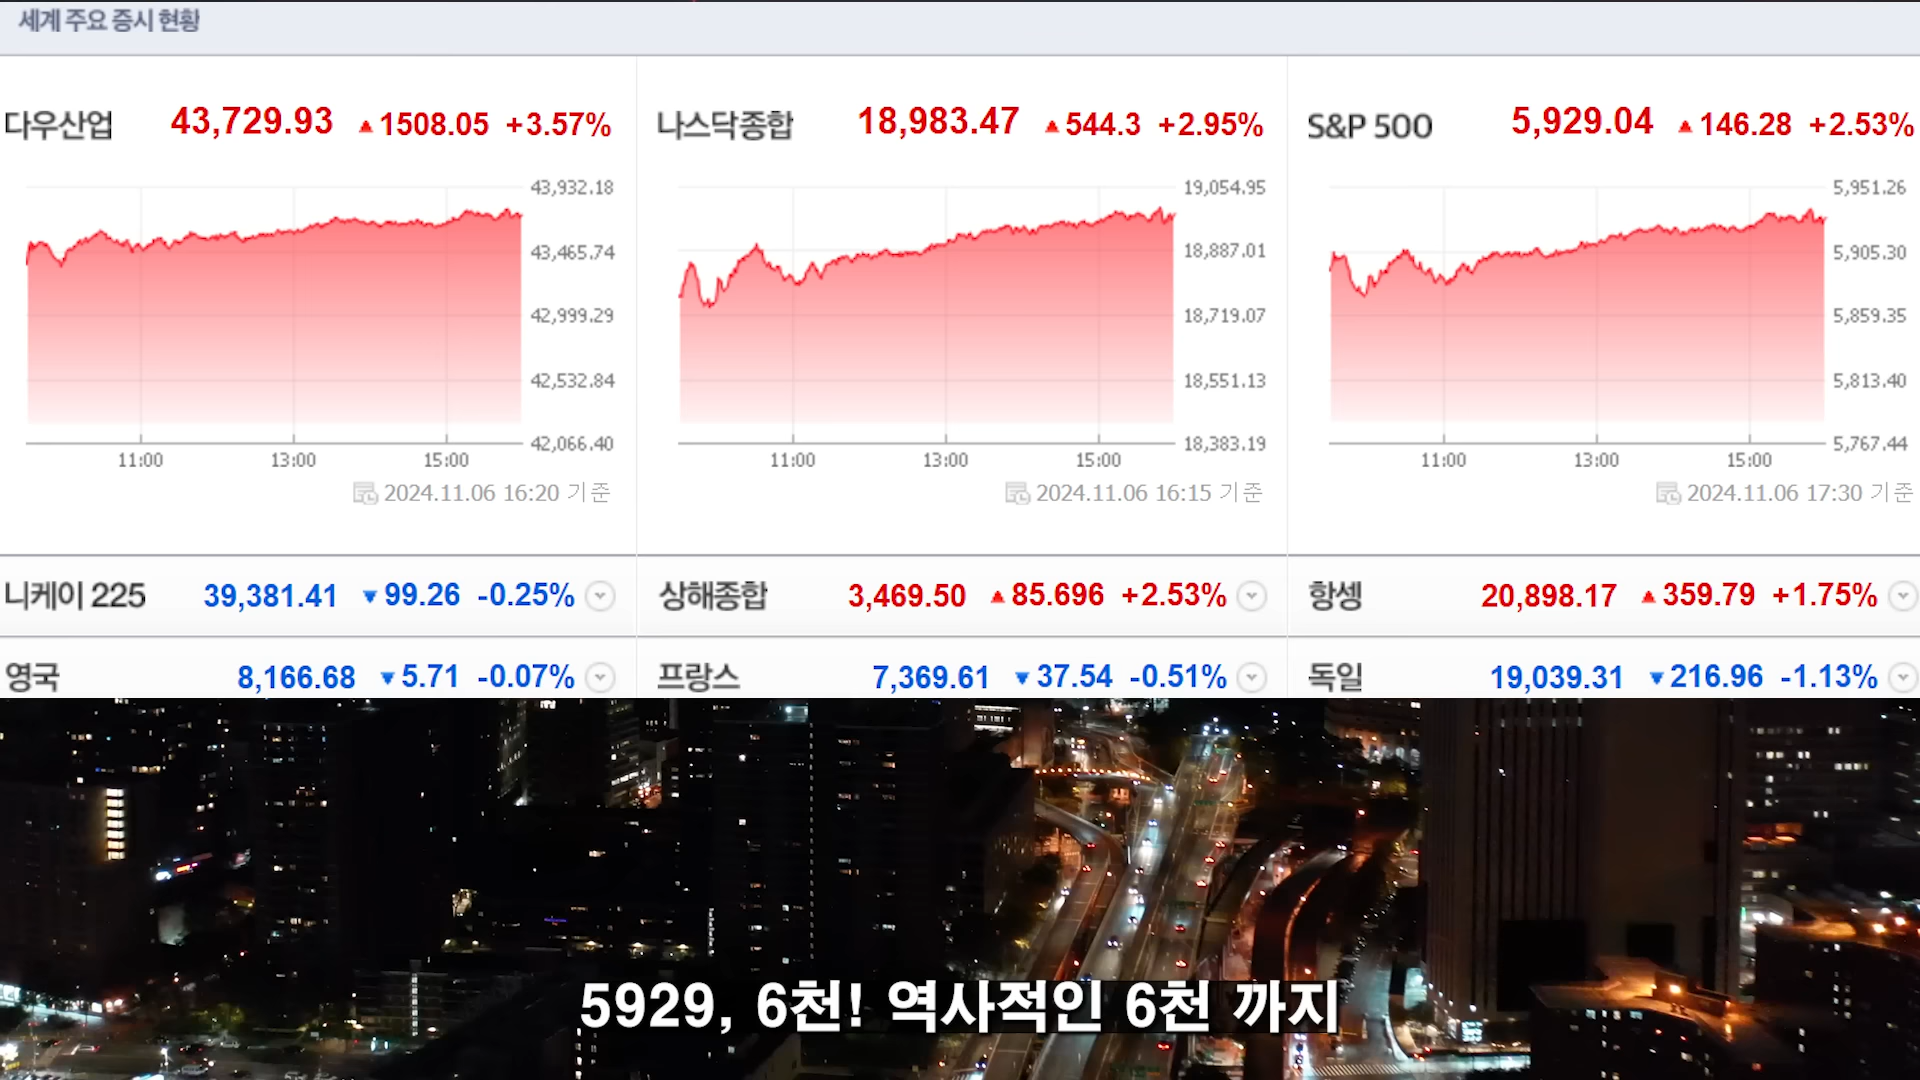 세계 주요 증시 현황
다우산업 43,729.93 ▲1508.05 +3.57%
43,932.18
43,465.74
42,999.29
42,532.84
42,066.40
11:00 13:00 15:00
2024.11.06 16:20 기준
나스닥종합 18,983.47 ▲544.3 +2.95%
19,054.95
18,887.01
18,719.07
18,551.13
18,383.19
11:00 13:00 15:00
2024.11.06 16:15 기준
S&P 500 5,929.04 ▲146.28 +2.53%
5,951.26
5,905.30
5,859.35
5,813.40
5,767.44
11:00 13:00 15:00
2024.11.06 17:30 기준
니케이 225 39,381.41 ▼99.26 -0.25%
상해종합 3,469.50 ▲85.696 +2.53%
항셍 20,898.17 ▲359.79 +1.75%
영국 8,166.68 ▼5.71 -0.07%
프랑스 7,369.61 ▼37.54 -0.51%
독일 19,039.31 ▼216.96 -1.13%
5929, 6천! 역사적인 6천 까지